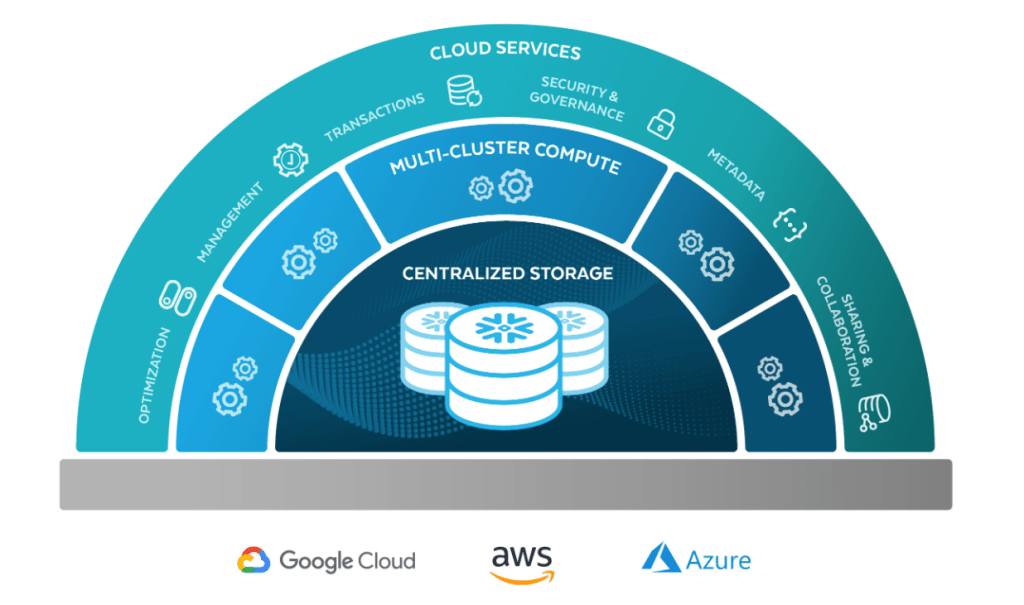 CLOUD SERVICES
OPTIMIZATION
MANAGEMENT
TRANSACTIONS
SECURITY &
GOVERNANCE
METADATA
SHARING &
COLLABORATION
MULTI-CLUSTER COMPUTE
CENTRALIZED STORAGE
Google Cloud
aws
Azure